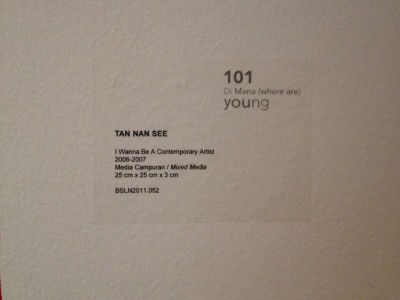 101
Di Mana (where are)
young
TAN NAN SEE
I Wanna Be A Contemporary Artist
2006-2007
Media Campuran / Mixed Media
25 cm x 25 cm x 3 cm
BSLN2011.052